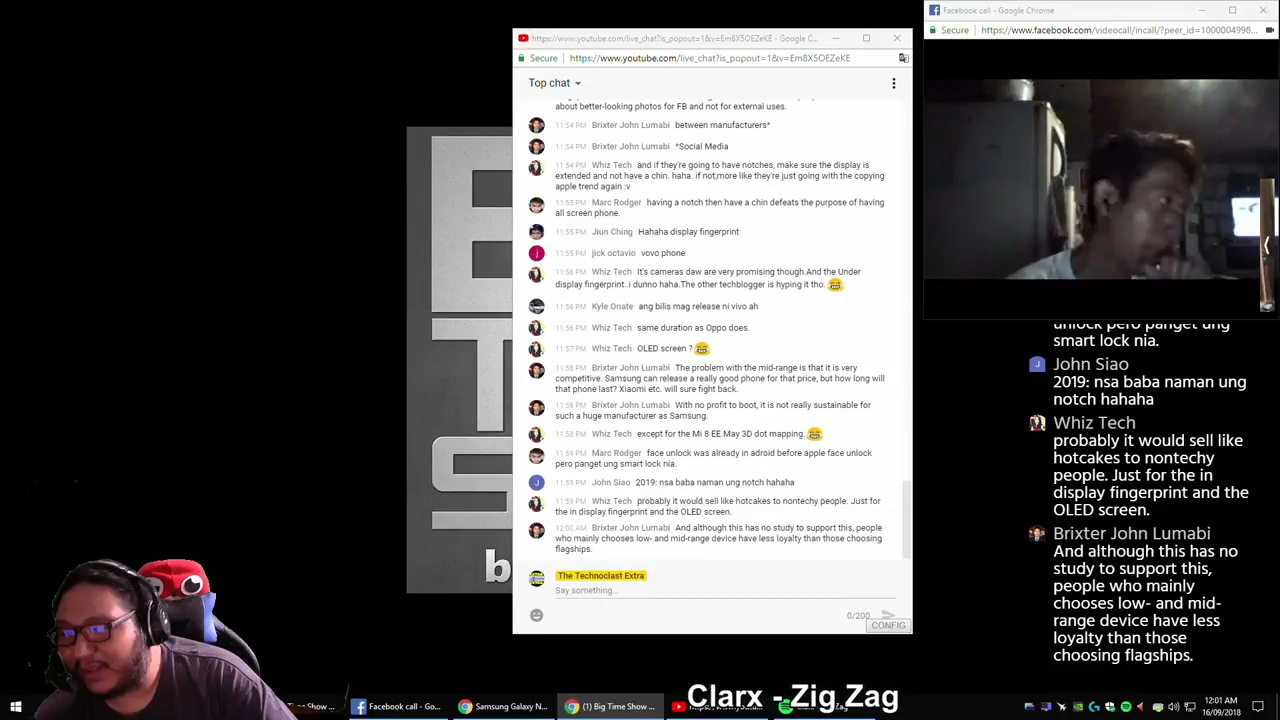 https://www.youtube.com/live_chat?is_popout=1&v=Em8X5OEZeKE - Google C...
Secure https://www.youtube.com/live_chat?is_popout=1&v=Em8X5OEZeKE
Top chat
about better-looking photos for FB and not for external uses.
11:54 PM Brixter John Lumabi between manufacturers*
11:54 PM Brixter John Lumabi *Social Media
11:54 PM Whiz Tech and if they're going to have notches, make sure the display is
extended and not have a chin. haha. if not,more like they're just going with the copying
apple trend again :v
11:55 PM Marc Rodger having a notch then have a chin defeats the purpose of having
all screen phone.
11:55 PM Jiun Ching Hahaha display fingerprint
j 11:55 PM jick octavio vovo phone
11:56 PM Whiz Tech It's cameras daw are very promising though.And the Under
display fingerprint..i dunno haha.The other techblogger is hyping it tho.
11:56 PM Kyle Onate ang bilis mag release ni vivo ah
11:56 PM Whiz Tech same duration as Oppo does.
11:57 PM Whiz Tech OLED screen ?
11:58 PM Brixter John Lumabi The problem with the mid-range is that it is very
competitive. Samsung can release a really good phone for that price, but how long will
that phone last? Xiaomi etc. will sure fight back.
11:58 PM Brixter John Lumabi With no profit to boot, it is not really sustainable for
such a huge manufacturer as Samsung.
11:58 PM Whiz Tech except for the Mi 8 EE.May 3D dot mapping.
11:59 PM Marc Rodger face unlock was already in adroid before apple face unlock
pero panget ung smart lock nia.
J 11:59 PM John Siao 2019: nsa baba naman ung notch hahaha
11:59 PM Whiz Tech probably it would sell like hotcakes to nontechy people. Just for
the in display fingerprint and the OLED screen.
12:00 AM Brixter John Lumabi And although this has no study to support this, people
who mainly chooses low- and mid-range device have less loyalty than those choosing
flagships.
The Technoclast Extra
Say something...
0/200
CONFIG
Facebook call - Google Chrome
Secure https://www.facebook.com/videocall/incall/?peer_id=1000004998...
unlock pero panget ung
smart lock nia.
J John Siao
2019: nsa baba naman ung
notch hahaha
Whiz Tech
probably it would sell like
hotcakes to nontechy
people. Just for the in
display fingerprint and the
OLED screen.
Brixter John Lumabi
And although this has no
study to support this,
people who mainly
chooses low- and mid-
range device have less
loyalty than those
choosing flagships.
b
Clarx - Zig Zag
Facebook call - Go...
Samsung Galaxy N...
(1) Big Time Show ...
12:01 AM
16/09/2018